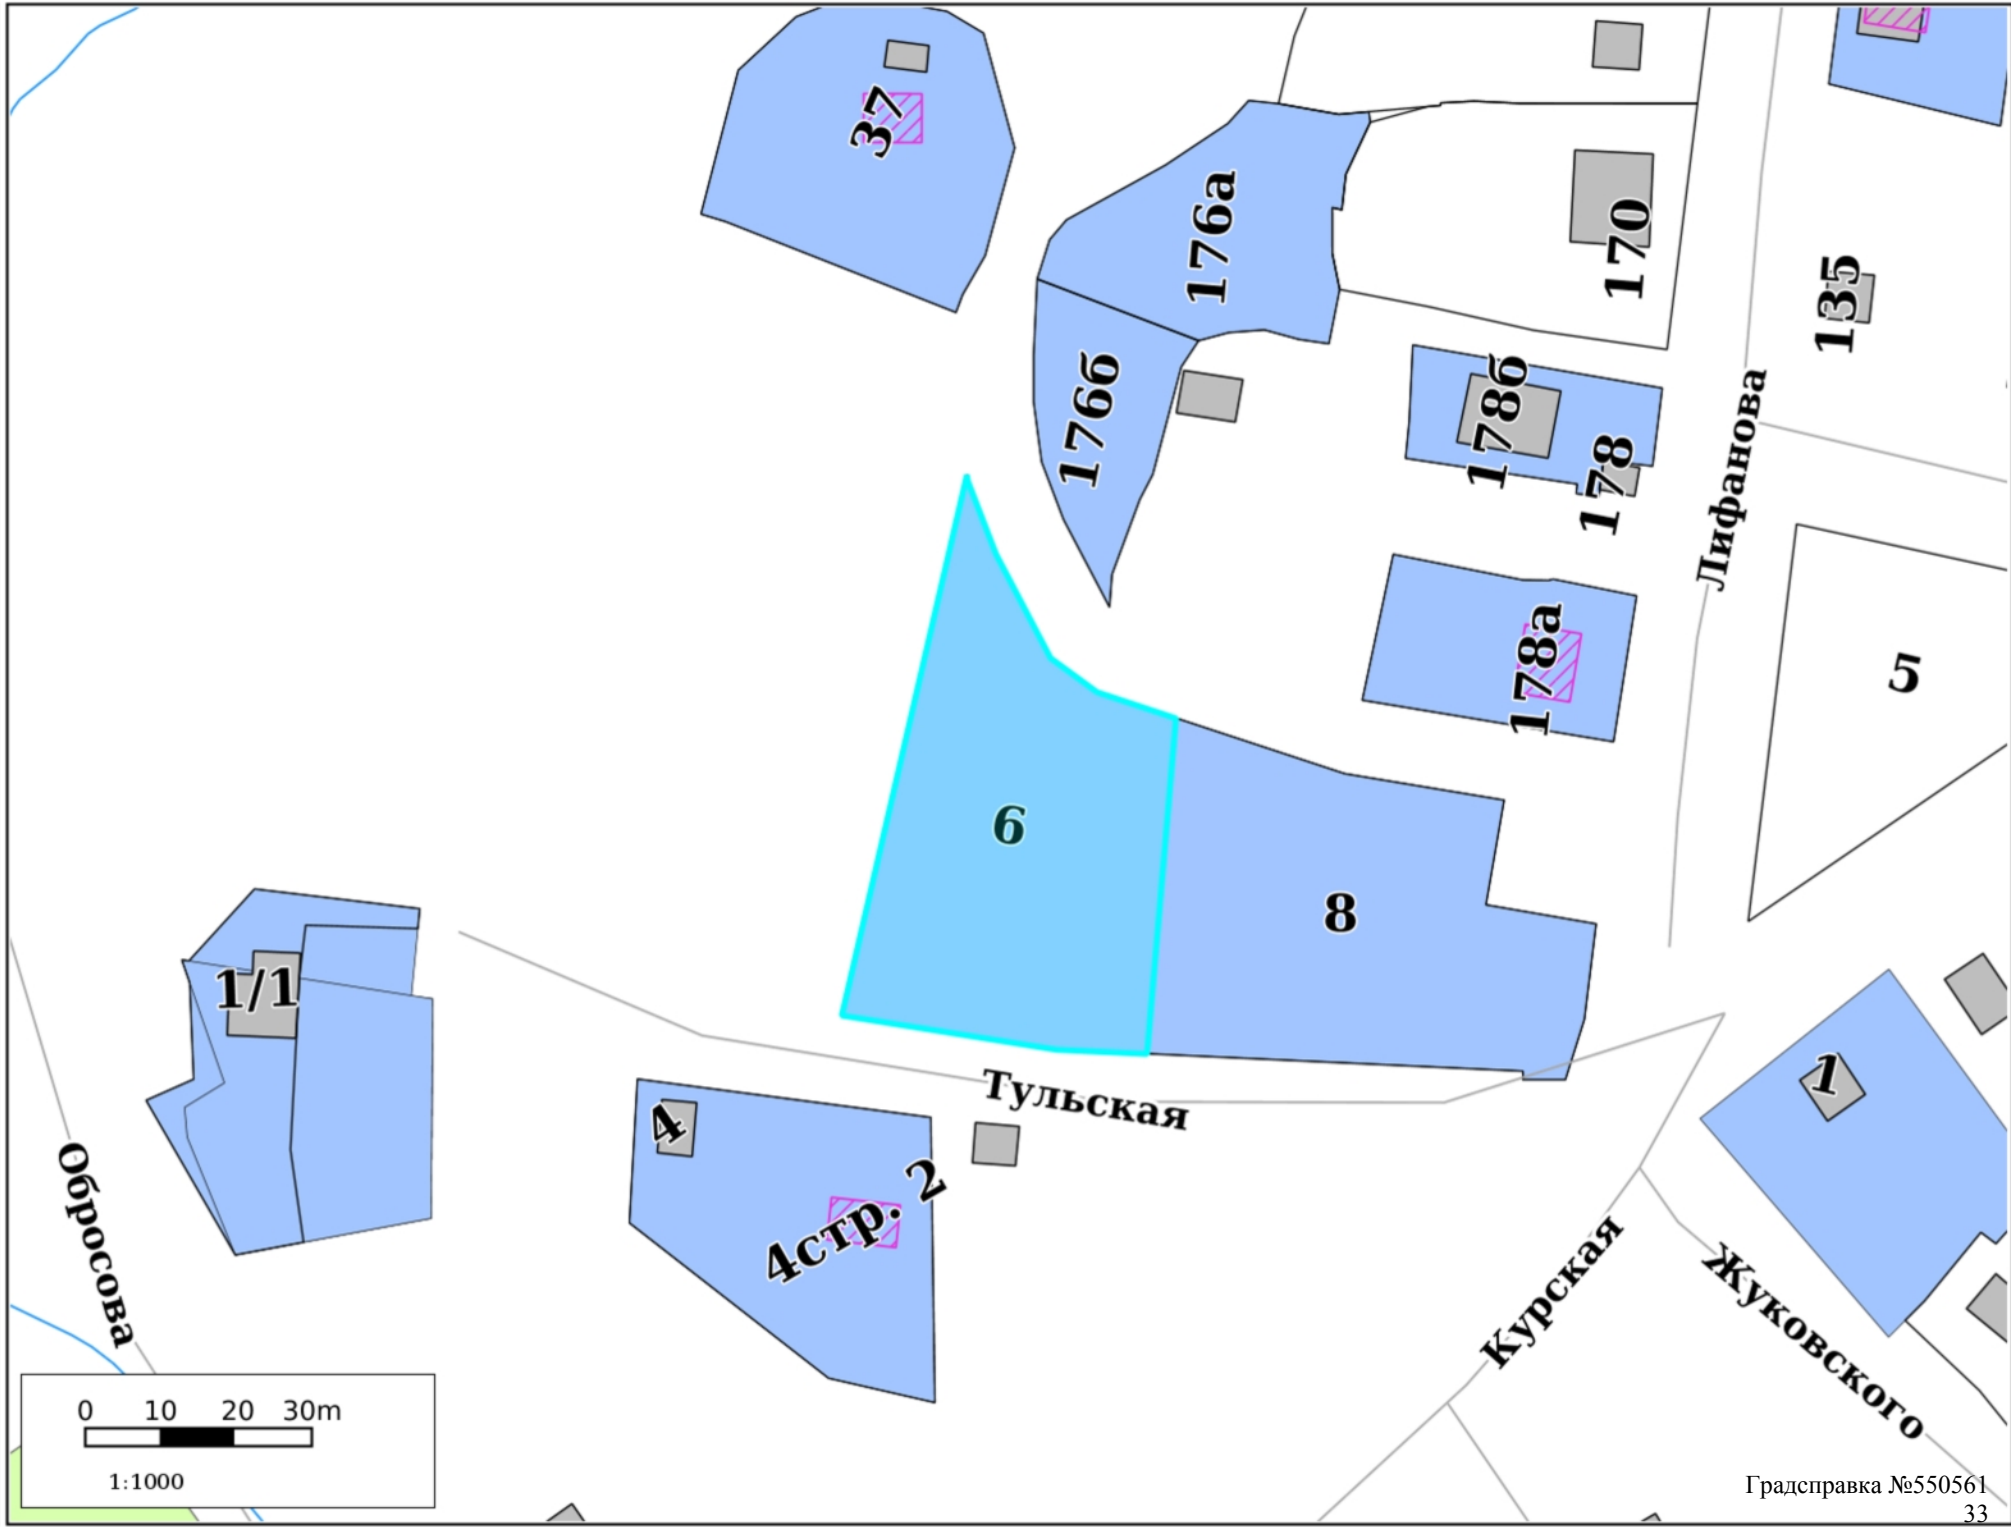 37
176а
170
135
176б
178б
178
Лифанова
178а
5
6
8
1/1
1
Тульская
4
4стр. 2
Обросова
Курская
Жуковского
0 10 20 30m
1:1000
Градсправка №550561
33